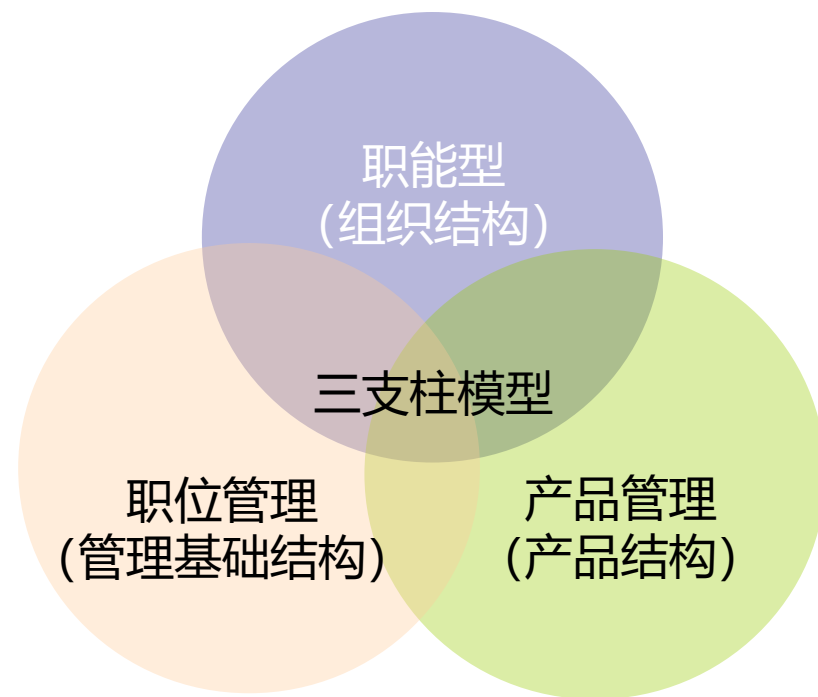 职能型
（组织结构）
三支柱模型
职位管理
（管理基础结构）
产品管理
（产品结构）